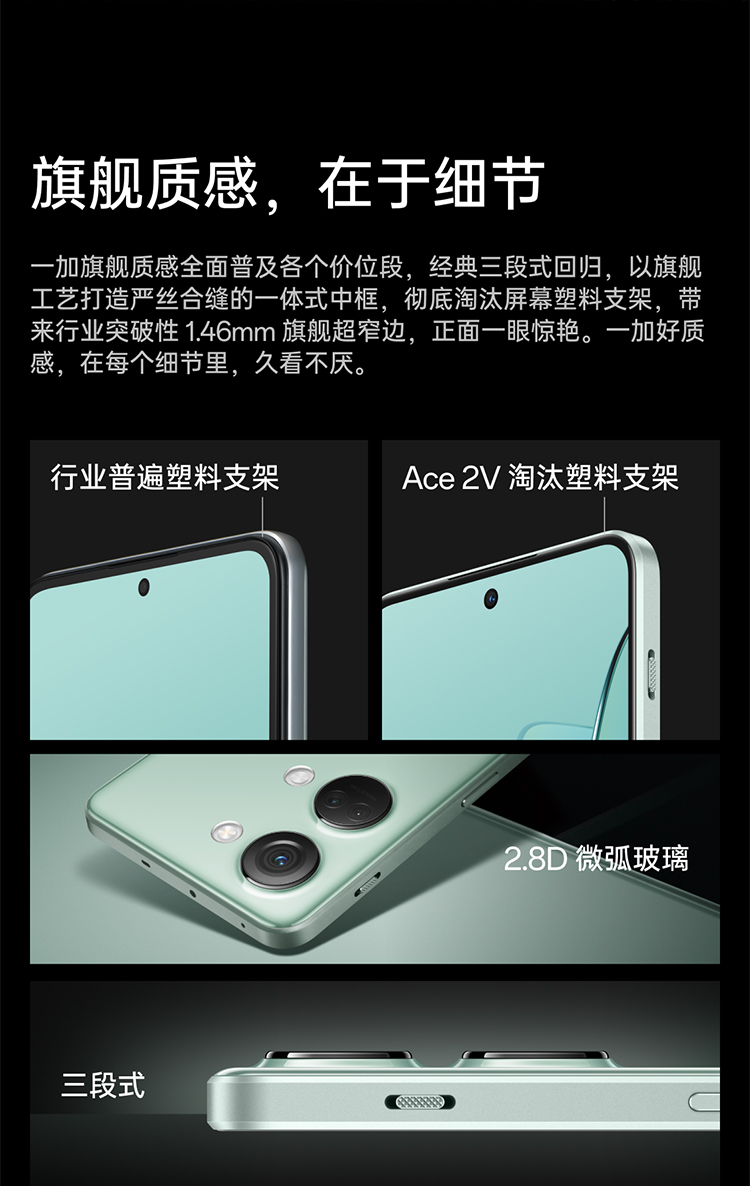 旗舰质感，在于细节
一加旗舰质感全面普及各个价位段，经典三段式回归，以旗舰
工艺打造严丝合缝的一体式中框，彻底淘汰屏幕塑料支架，带
来行业突破性 1.46mm 旗舰超窄边，正面一眼惊艳。一加好质
感，在每个细节里，久看不厌。
行业普遍塑料支架
Ace 2V 淘汰塑料支架
2.8D 微弧玻璃
三段式